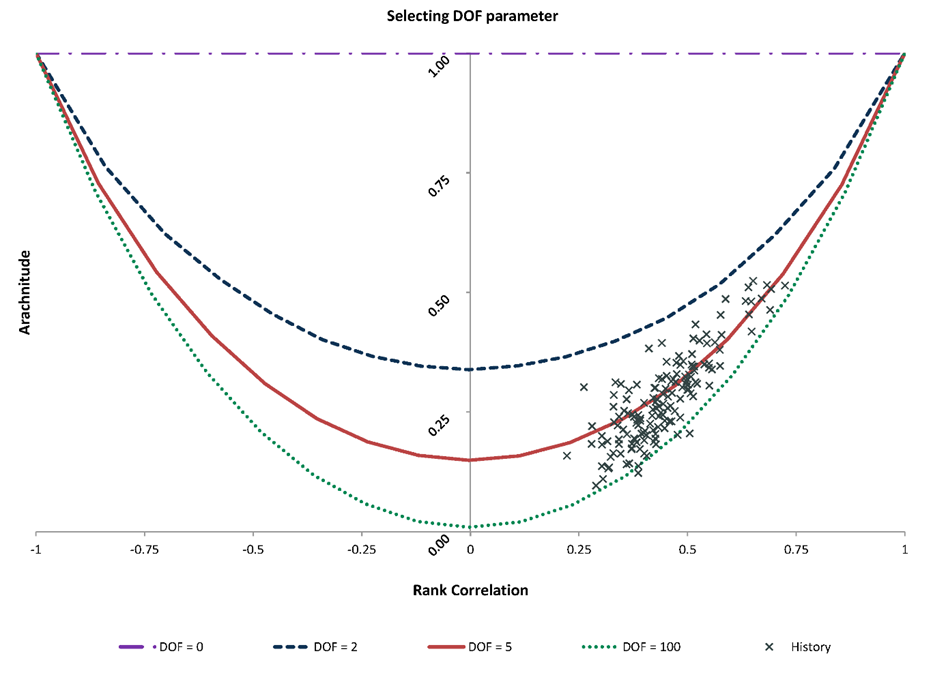 Selecting DOF parameter
1.00
0.75
0.50
0.25
0.00
Arachnitude
-1 -0.75 -0.5 -0.25 0 0.25 0.5 0.75 1
Rank Correlation
DOF = 0 DOF = 2 DOF = 5 DOF = 100 History